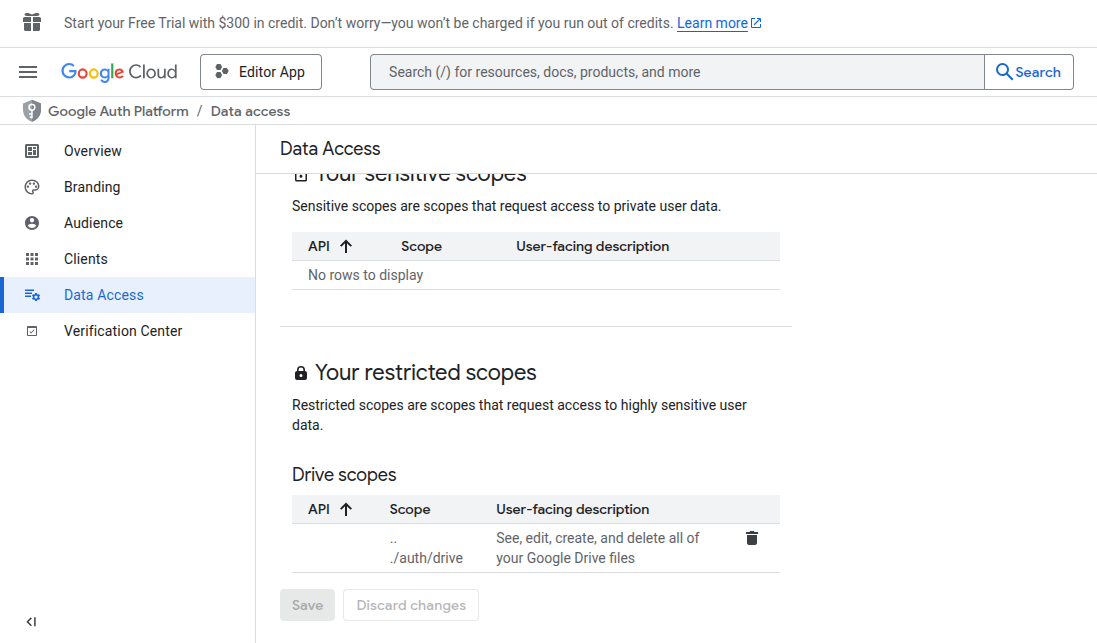 Start your Free Trial with $300 in credit. Don't worry—you won't be charged if you run out of credits. Learn more
Google Cloud
Editor App
Search (/) for resources, docs, products, and more
Search
Google Auth Platform / Data access
Overview
Branding
Audience
Clients
Data Access
Verification Center
Data Access
Your sensitive scopes
Sensitive scopes are scopes that request access to private user data.
API Scope User-facing description
No rows to display
Your restricted scopes
Restricted scopes are scopes that request access to highly sensitive user
data.
Drive scopes
API Scope User-facing description
.. See, edit, create, and delete all of
./auth/drive your Google Drive files
Save Discard changes